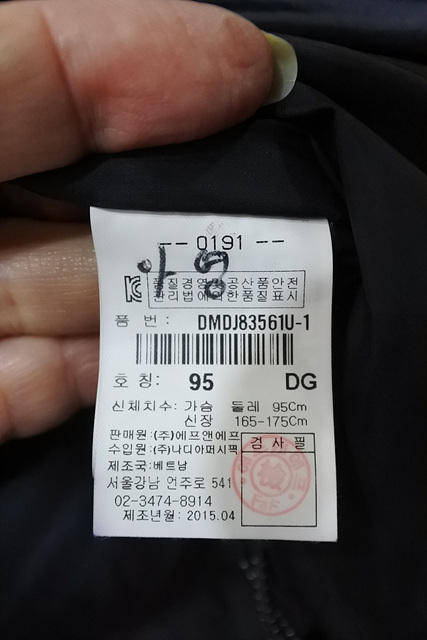 -- 0191 --
품질경영및공산품안전
관리법에의한품질표시
품 번: DMDJ83561U-1
호 칭: 95 DG
신체치수: 가슴 둘레 95Cm
신장 165-175Cm
판매원:(주)에프앤에프
수입원:(주)나디아퍼시픽
검 사 필
제조국:베트남
서울강남 언주로 541
02-3474-8914
제조년월: 2015.04